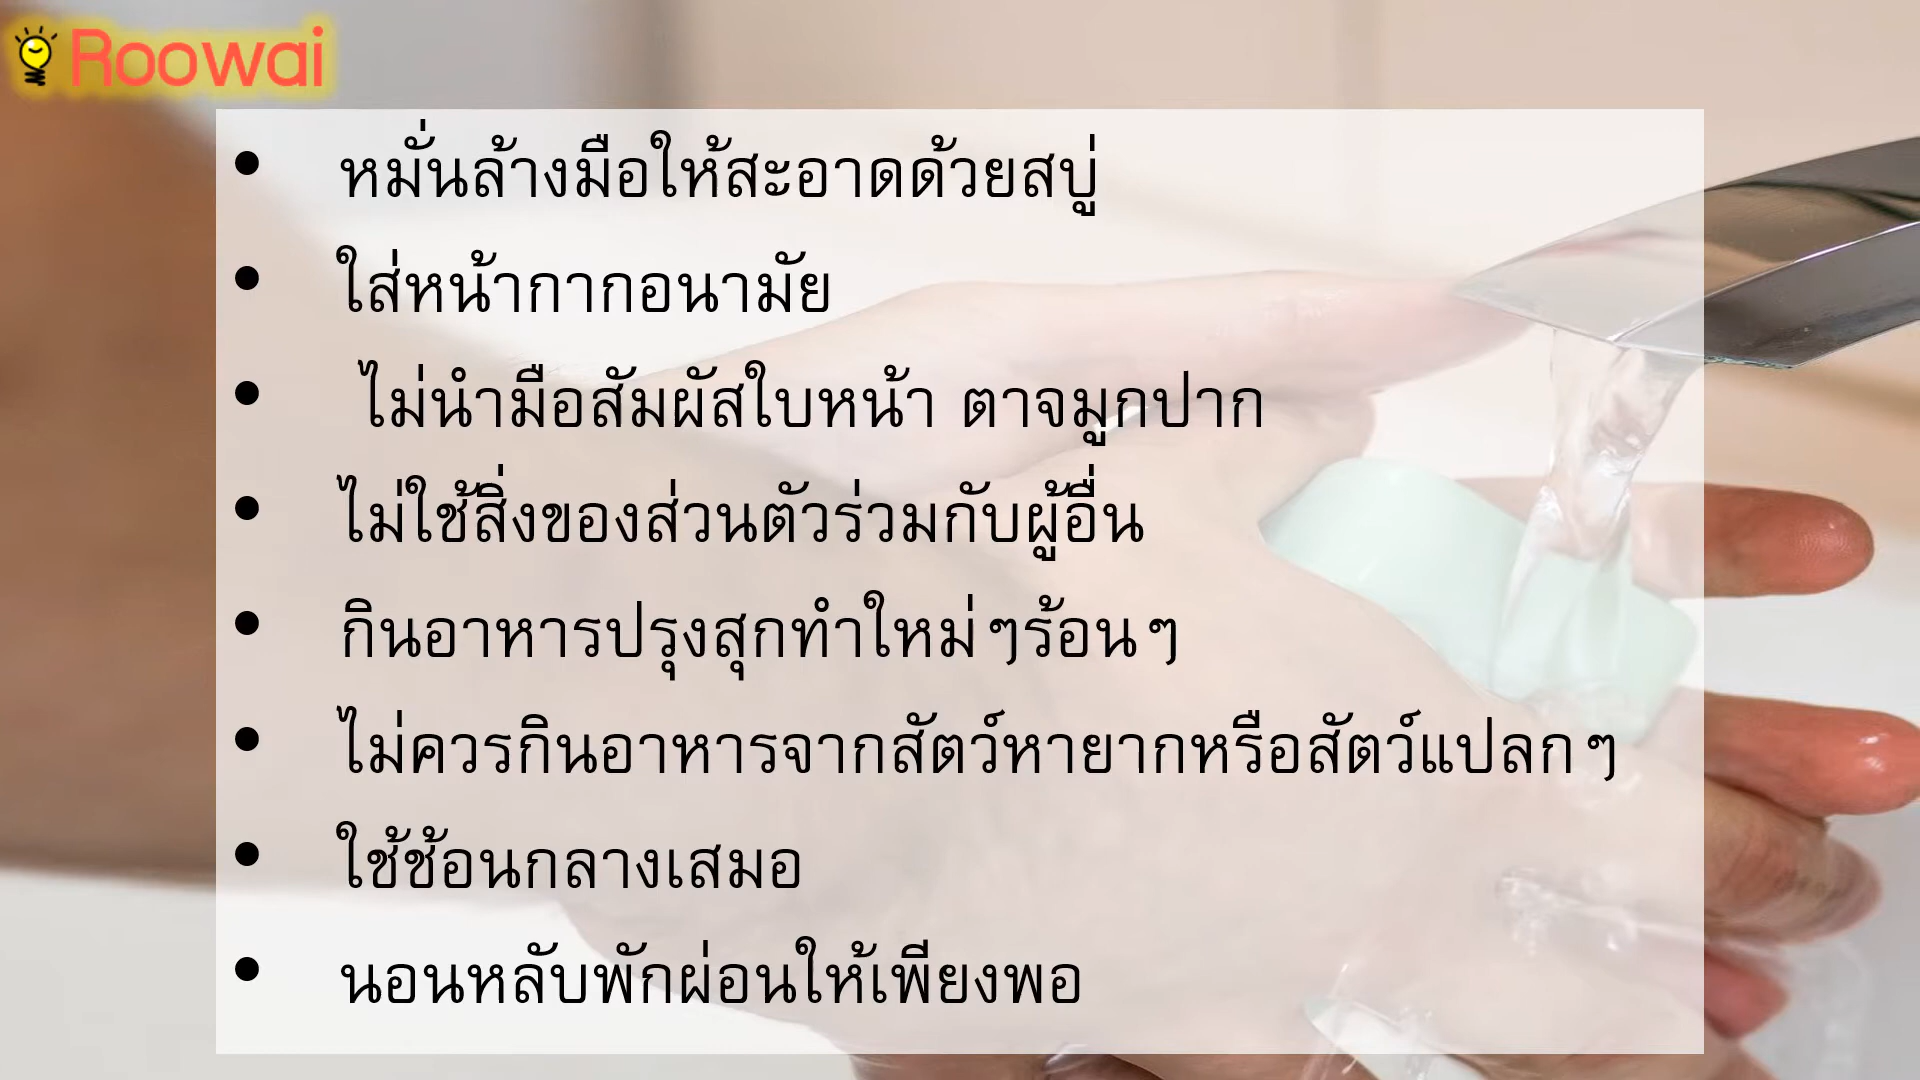 Roowai
• หมั่นล้างมือให้สะอาดด้วยสบู่
• ใส่หน้ากากอนามัย
• ไม่นำมือสัมผัสใบหน้า ตาจมูกปาก
• ไม่ใช้สิ่งของส่วนตัวร่วมกับผู้อื่น
• กินอาหารปรุงสุกทำใหม่ๆร้อนๆ
• ไม่ควรกินอาหารจากสัตว์หายากหรือสัตว์แปลกๆ
• ใช้ช้อนกลางเสมอ
• นอนหลับพักผ่อนให้เพียงพอ